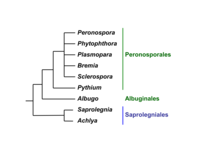 Peronospora
Phytophthora
Plasmopara
Peronosporales
Bremia
Sclerospora
Pythium
Albugo
Albuginales
Saprolegnia
Saprolegniales
Achlya